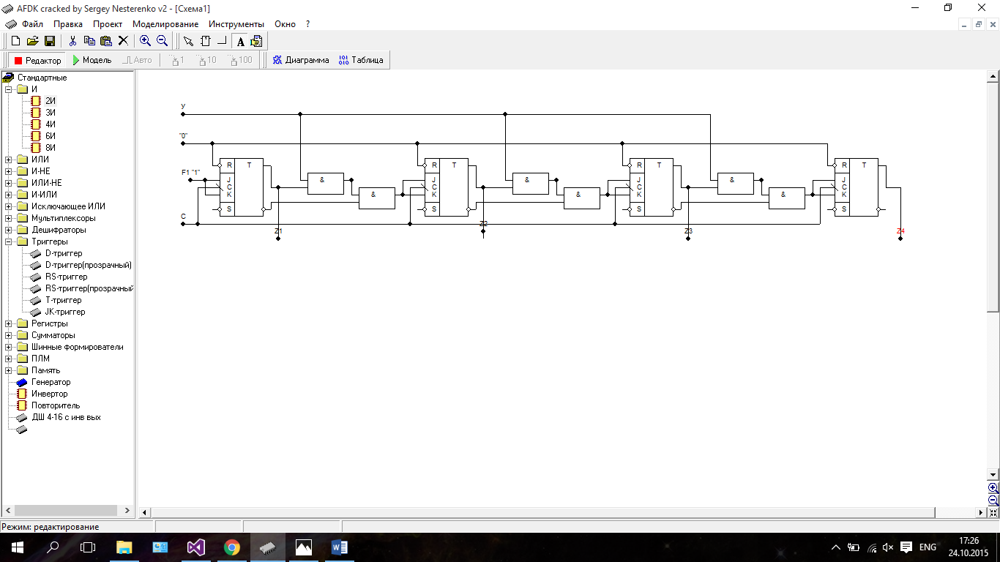 AFDK cracked by Sergey Nesterenko v2 - [Схема1]
Файл Правка Проект Моделирование Инструменты Окно ?
A
Редактор Модель Авто 1 10 100 Диаграмма Таблица
Стандартные
И
2И
3И
4И
6И
8И
ИЛИ
И-НЕ
ИЛИ-НЕ
И-ИЛИ
Исключающее ИЛИ
Мультиплексоры
Дешифраторы
Триггеры
D-триггер
D-триггер(прозрачный)
RS-триггер
RS-триггер(прозрачный
T-триггер
JK-триггер
Регистры
Сумматоры
Шинные формирователи
ПЛМ
Память
Генератор
Инвертор
Повторитель
ДШ 4-16 с инв вых
y
"0"
R T R T R T R T
F1 "1" J & J & J & J
C C C C
K & K & K & K
S S S S
C
Z1 Z2 Z3 Z4
Режим: редактирование
ENG 17:26
24.10.2015